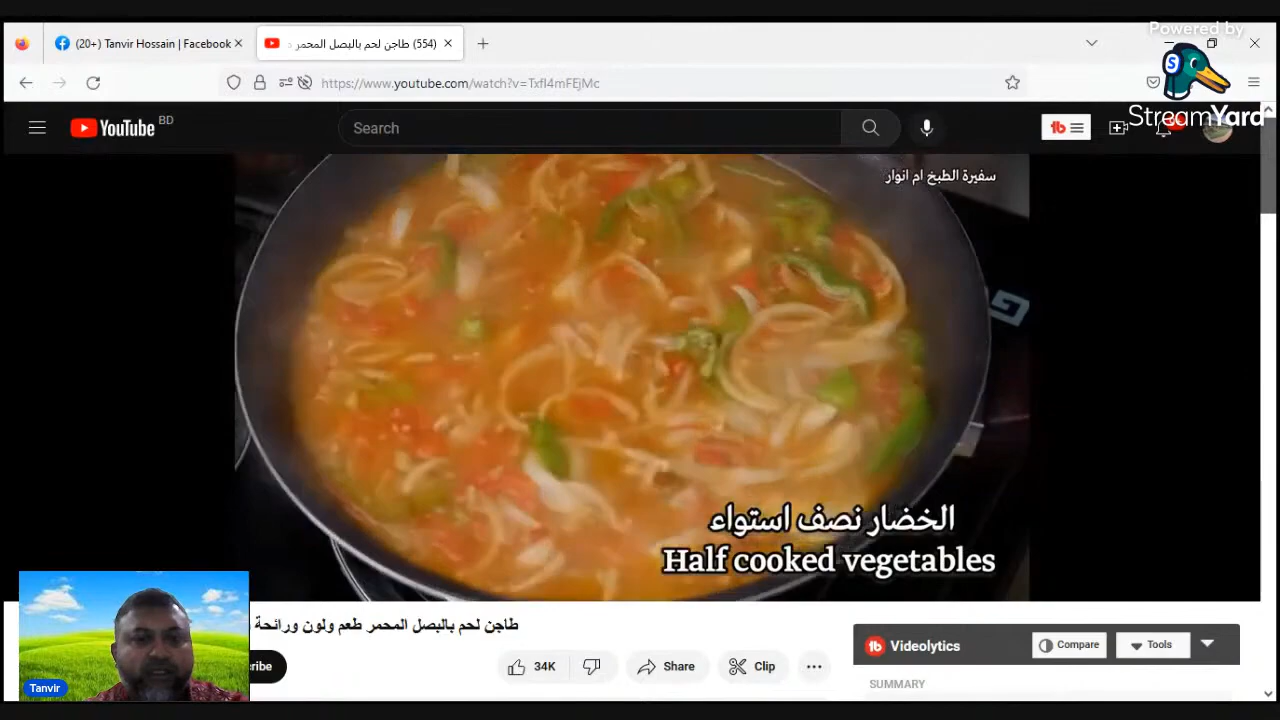 Powered by
StreamYard
(20+) Tanvir Hossain | Facebook
(554) طاجن لحم بالبصل المحمر
https://www.youtube.com/watch?v=TxfI4mFEjMc
YouTube BD
Search
سفيرة الطبخ ام انوار
الخضار نصف استواء
Half cooked vegetables
طاجن لحم بالبصل المحمر طعم ولون ورائحة
34K
Share
Clip
Videolytics
Compare
Tools
SUMMARY
Tanvir